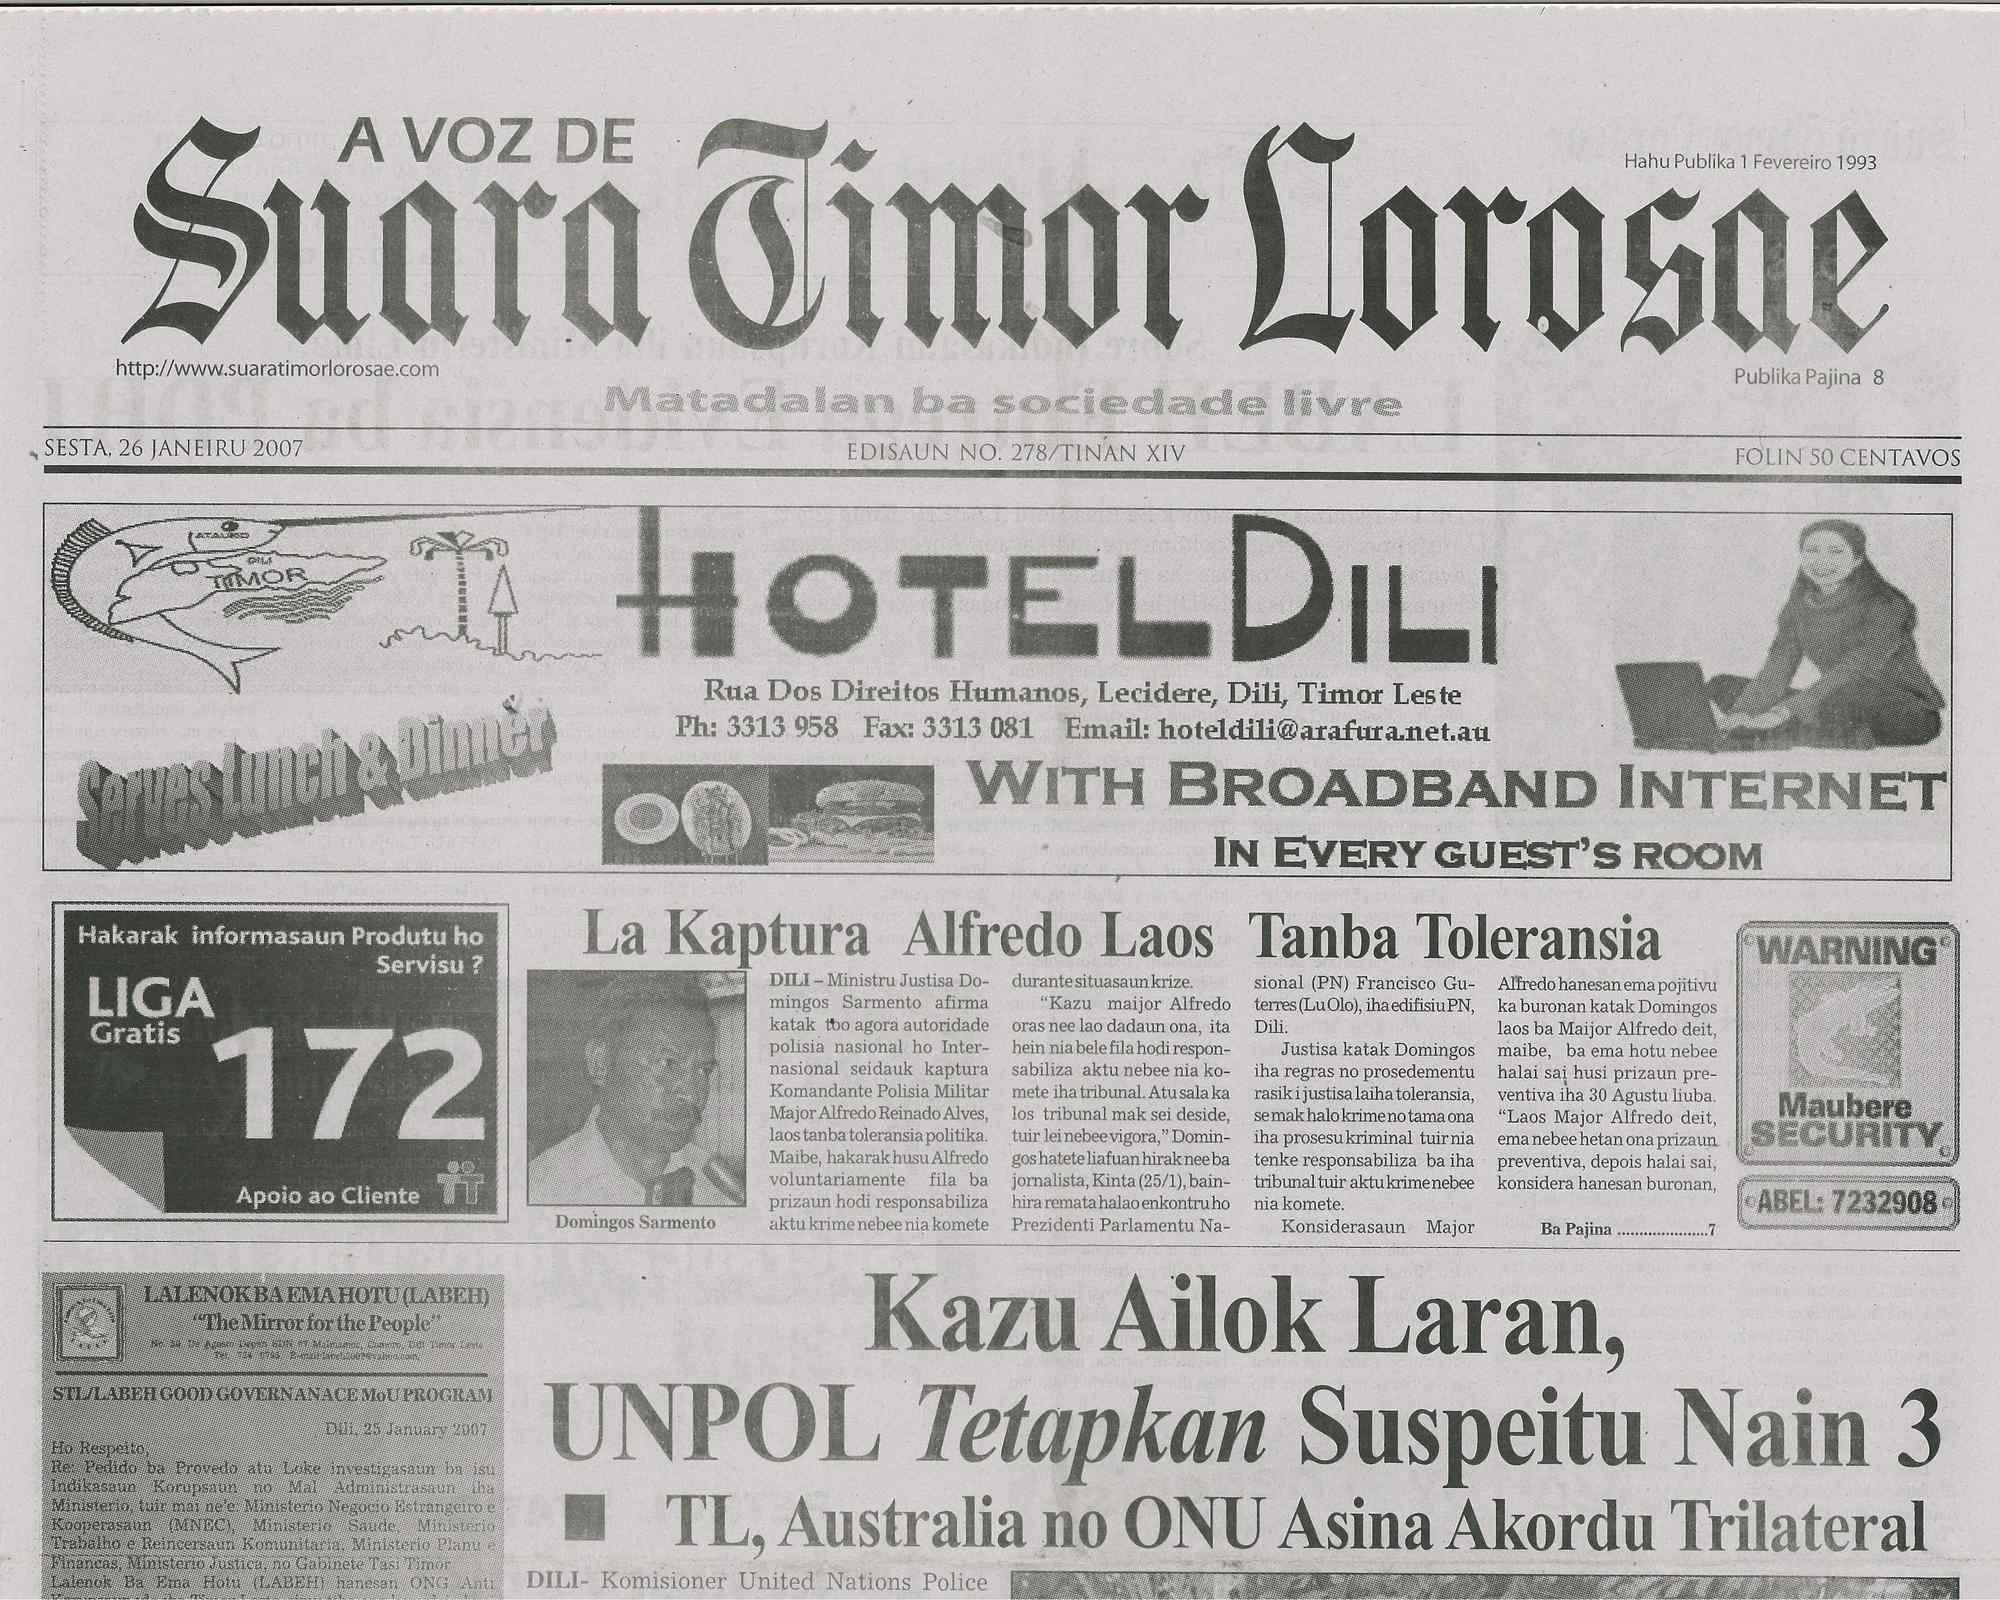 A VOZ DE
Suara Timor Lorosae
Hahu Publika 1 Fevereiro 1993
http://www.suaratimorlorosae.com
Publika Pajina 8
Matadalan ba sociedade livre
SESTA, 26 JANEIRU 2007
EDISAUN NO. 278/TINAN XIV
FOLIN 50 CENTAVOS
ATAURO
DILI
TIMOR
HOTEL DILI
Rua Dos Direitos Humanos, Lecidere, Dili, Timor Leste
Ph: 3313 958 Fax: 3313 081 Email: hoteldili@arafura.net.au
Serves Lunch & Dinner
WITH BROADBAND INTERNET
IN EVERY GUEST'S ROOM
Hakarak informasaun Produtu ho
Servisu ?
LIGA
Gratis
172
Apoio ao Cliente
La Kaptura Alfredo Laos Tanba Toleransia
Domingos Sarmento
DILI – Ministru Justisa Do-
mingos Sarmento afirma
katak too agora autoridade
polisia nasional ho Inter-
nasional seidauk kaptura
Komandante Polisia Militar
Major Alfredo Reinado Alves,
laos tanba toleransia politika.
Maibe, hakarak husu Alfredo
voluntariamente fila ba
prizaun hodi responsabiliza
aktu krime nebee nia komete
durante situasaun krize.
"Kazu maijor Alfredo
oras nee lao dadaun ona, ita
hein nia bele fila hodi respon-
sabiliza aktu nebee nia ko-
mete iha tribunal. Atu sala ka
los tribunal mak sei deside,
tuir lei nebee vigora," Domin-
gos hatete liafuan hirak nee ba
jornalista, Kinta (25/1), bain-
hira remata halao enkontru ho
Prezidenti Parlamentu Na-
sional (PN) Francisco Gu-
terres (Lu Olo), iha edifisiu PN,
Dili.
Justisa katak Domingos
iha regras no prosedementu
rasik i justisa laiha toleransia,
se mak halo krime no tama ona
iha prosesu kriminal tuir nia
tenke responsabiliza ba iha
tribunal tuir aktu krime nebee
nia komete.
Konsiderasaun Major
Alfredo hanesan ema pojitivu
ka buronan katak Domingos
laos ba Maijor Alfredo deit,
maibe, ba ema hotu nebee
halai sai husi prizaun pre-
ventiva iha 30 Agustu liuba.
"Laos Major Alfredo deit,
ema nebee hetan ona prizaun
preventiva, depois halai sai,
konsidera hanesan buronan,
Ba Pajina ......................7
WARNING
Maubere
SECURITY
ABEL: 7232908
LALENOK BA EMA HOTU (LABEH)
"The Mirror for the People"
STL/LABEH GOOD GOVERNANACE MoU PROGRAM
Dili, 25 January 2007
Ho Respeito,
Re: Pedido ba Provedo atu Loke investigasaun ba isu
Indikasaun Korupsaun no Mal Administrasaun iha
Ministerio, tuir mai ne'e: Ministerio Negocio Estrangeiro e
Kooperasaun (MNEC), Ministerio Saude, Ministerio
Trabalho e Reincersaun Komunitaria, Ministerio Planu e
Financas, Ministerio Justica, no Gabinete Tasi Timor
Lalenok Ba Ema Hotu (LABEH) hanesan ONG Anti
Kazu Ailok Laran,
UNPOL Tetapkan Suspeitu Nain 3
TL, Australia no ONU Asina Akordu Trilateral
DILI- Komisioner United Nations Police